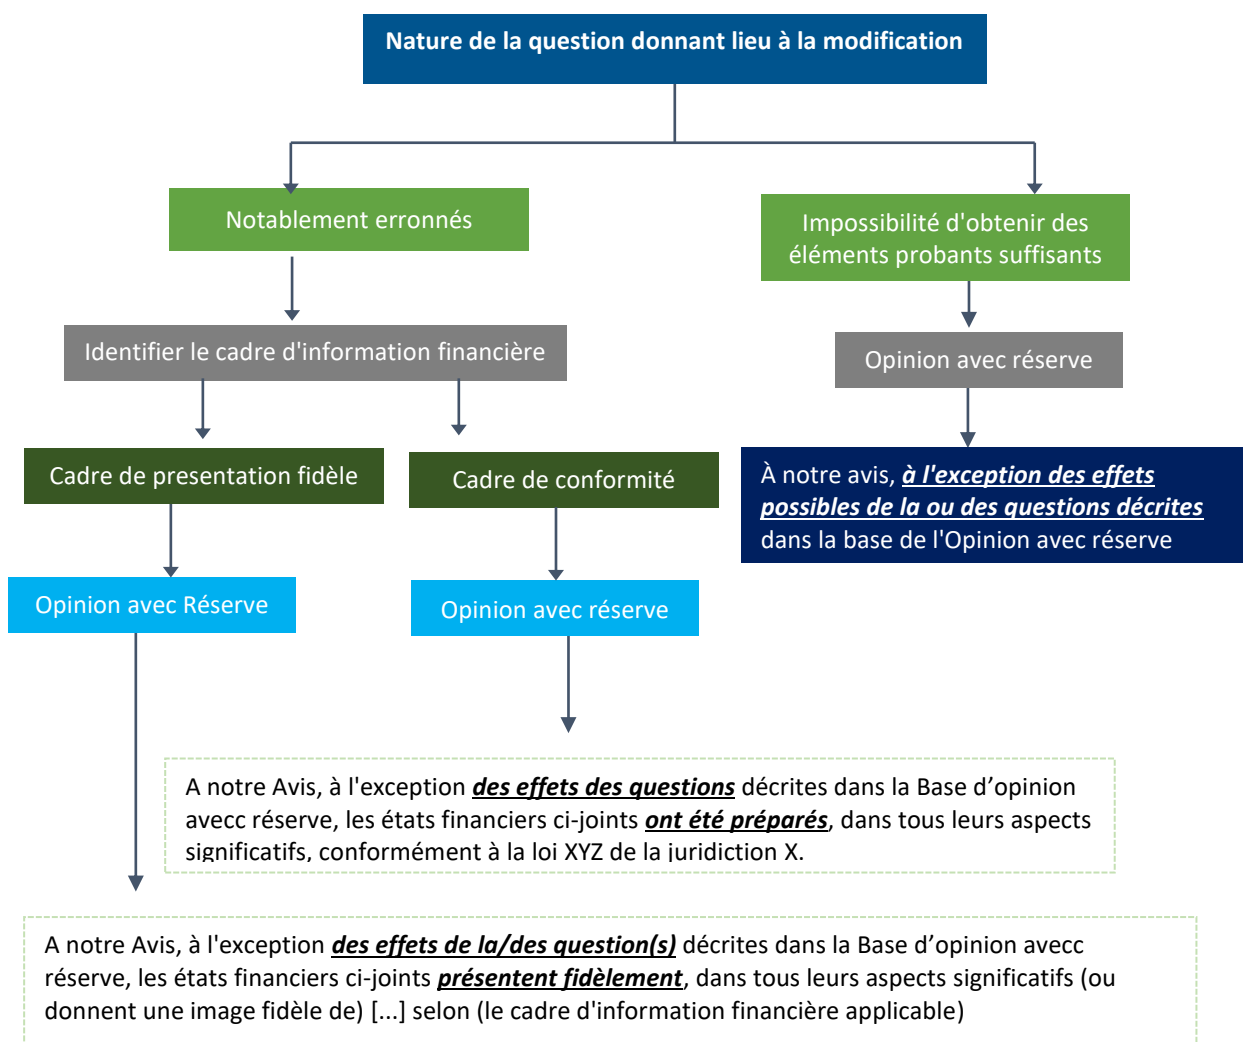 Nature de la question donnant lieu à la modification
Notablement erronnés
Impossibilité d'obtenir des
éléments probants suffisants
Identifier le cadre d'information financière
Opinion avec réserve
Cadre de presentation fidèle
Cadre de conformité
À notre avis, à l'exception des effets
possibles de la ou des questions décrites
dans la base de l'Opinion avec réserve
Opinion avec Réserve
Opinion avec réserve
A notre Avis, à l'exception des effets des questions décrites dans la Base d’opinion
avecc réserve, les états financiers ci-joints ont été préparés, dans tous leurs aspects
significatifs, conformément à la loi XYZ de la juridiction X.
A notre Avis, à l'exception des effets de la/des question(s) décrites dans la Base d’opinion avecc
réserve, les états financiers ci-joints présentent fidèlement, dans tous leurs aspects significatifs (ou
donnent une image fidèle de) [...] selon (le cadre d'information financière applicable)